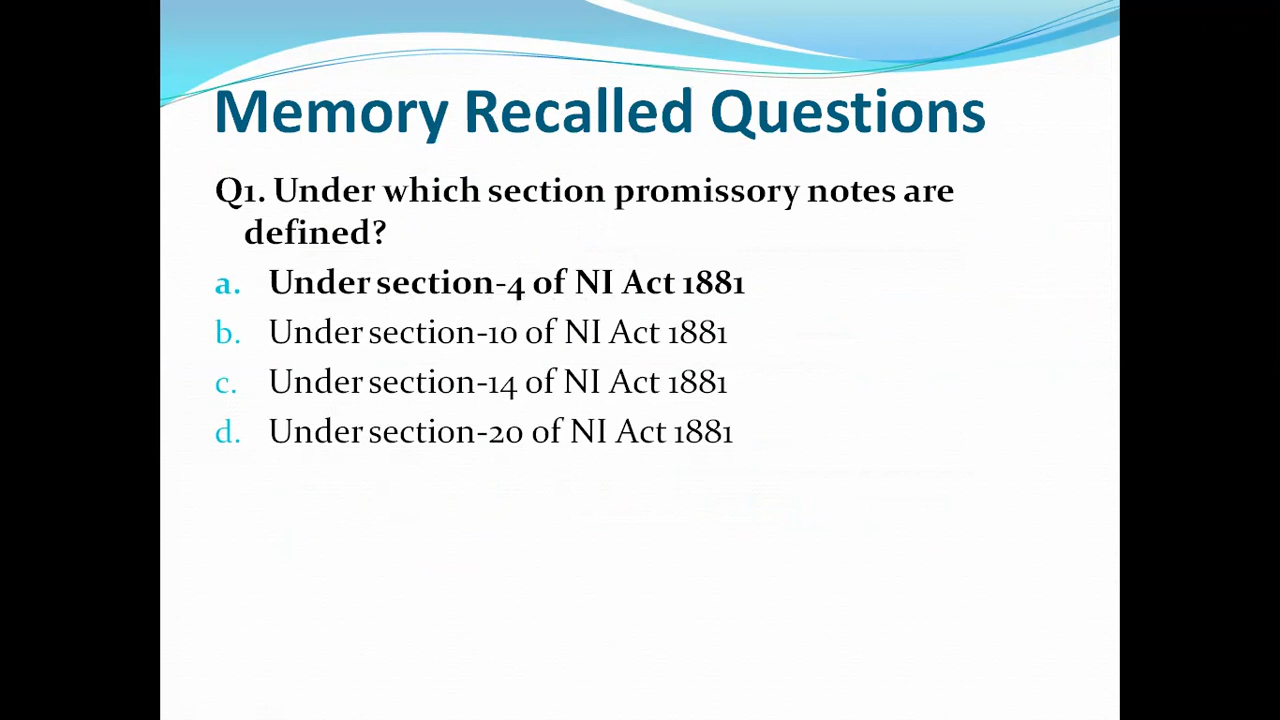 Memory Recalled Questions
Q1. Under which section promissory notes are
defined?
a. Under section-4 of NI Act 1881
b. Under section-10 of NI Act 1881
c. Under section-14 of NI Act 1881
d. Under section-20 of NI Act 1881